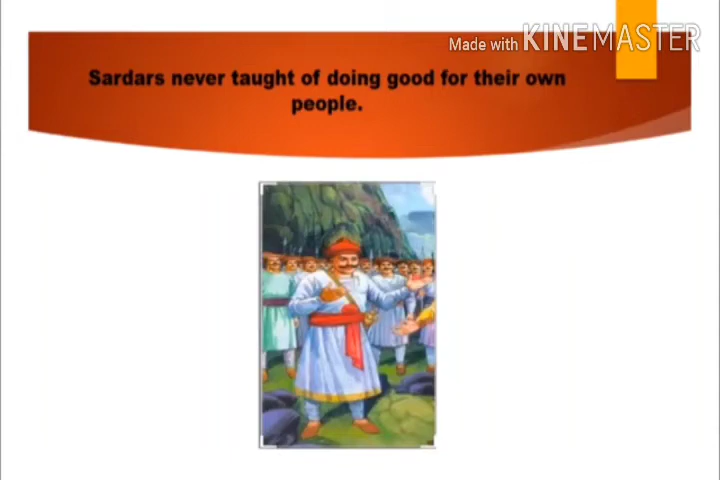 Made with KINEMASTER
Sardars never taught of doing good for their own
people.